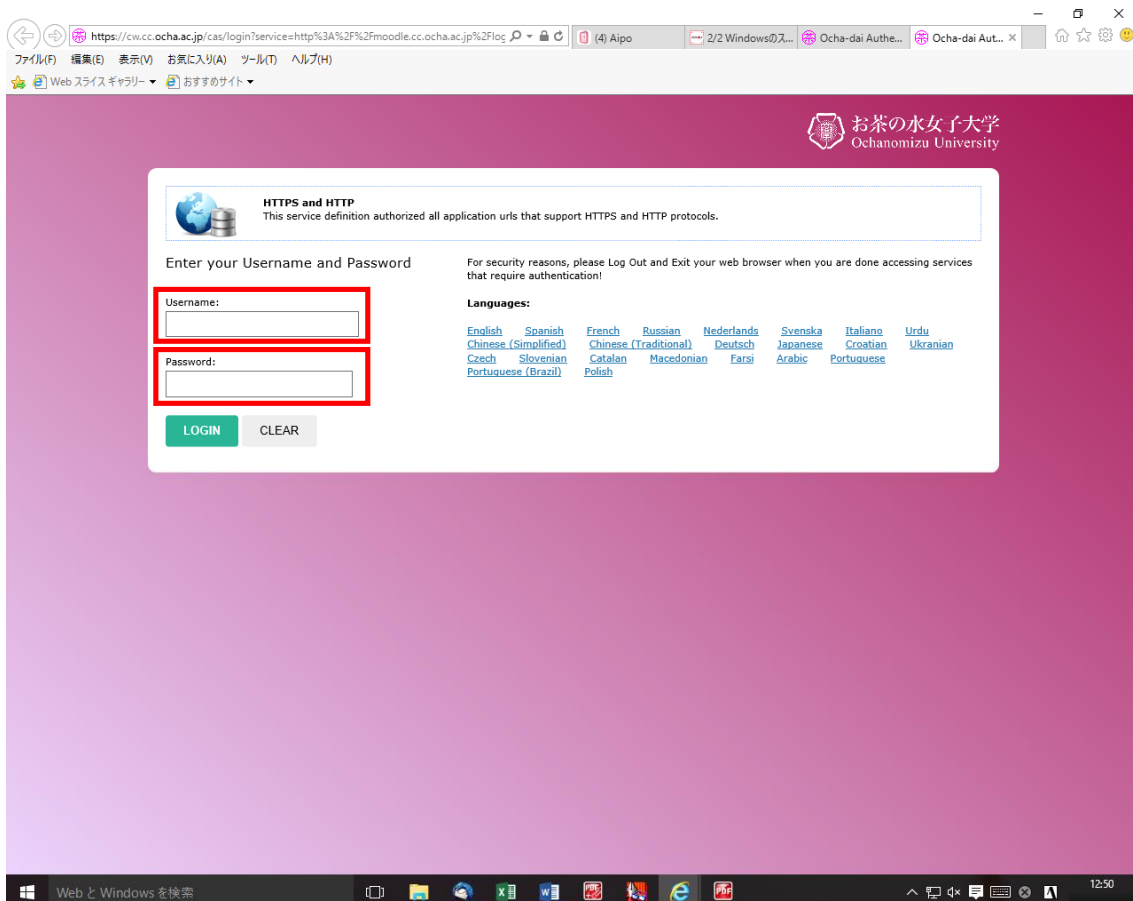 https://cw.cc.ocha.ac.jp/cas/login?service=http%3A%2F%2Fmoodle.cc.ocha.ac.jp%2Flog
(4) Aipo
2/2 Windowsのス...
Ocha-dai Authe...
Ocha-dai Aut...
ファイル(F) 編集(E) 表示(V) お気に入り(A) ツール(T) ヘルプ(H)
Web スライス ギャラリー おすすめサイト
お茶の水女子大学
Ochanomizu University
HTTPS and HTTP
This service definition authorized all application urls that support HTTPS and HTTP protocols.
Enter your Username and Password
Username:
Password:
LOGIN CLEAR
For security reasons, please Log Out and Exit your web browser when you are done accessing services
that require authentication!
Languages:
English Spanish French Russian Nederlands Svenska Italiano Urdu
Chinese (Simplified) Chinese (Traditional) Deutsch Japanese Croatian Ukranian
Czech Slovenian Catalan Macedonian Farsi Arabic Portuguese
Portuguese (Brazil) Polish
Web と Windows を検索
12:50